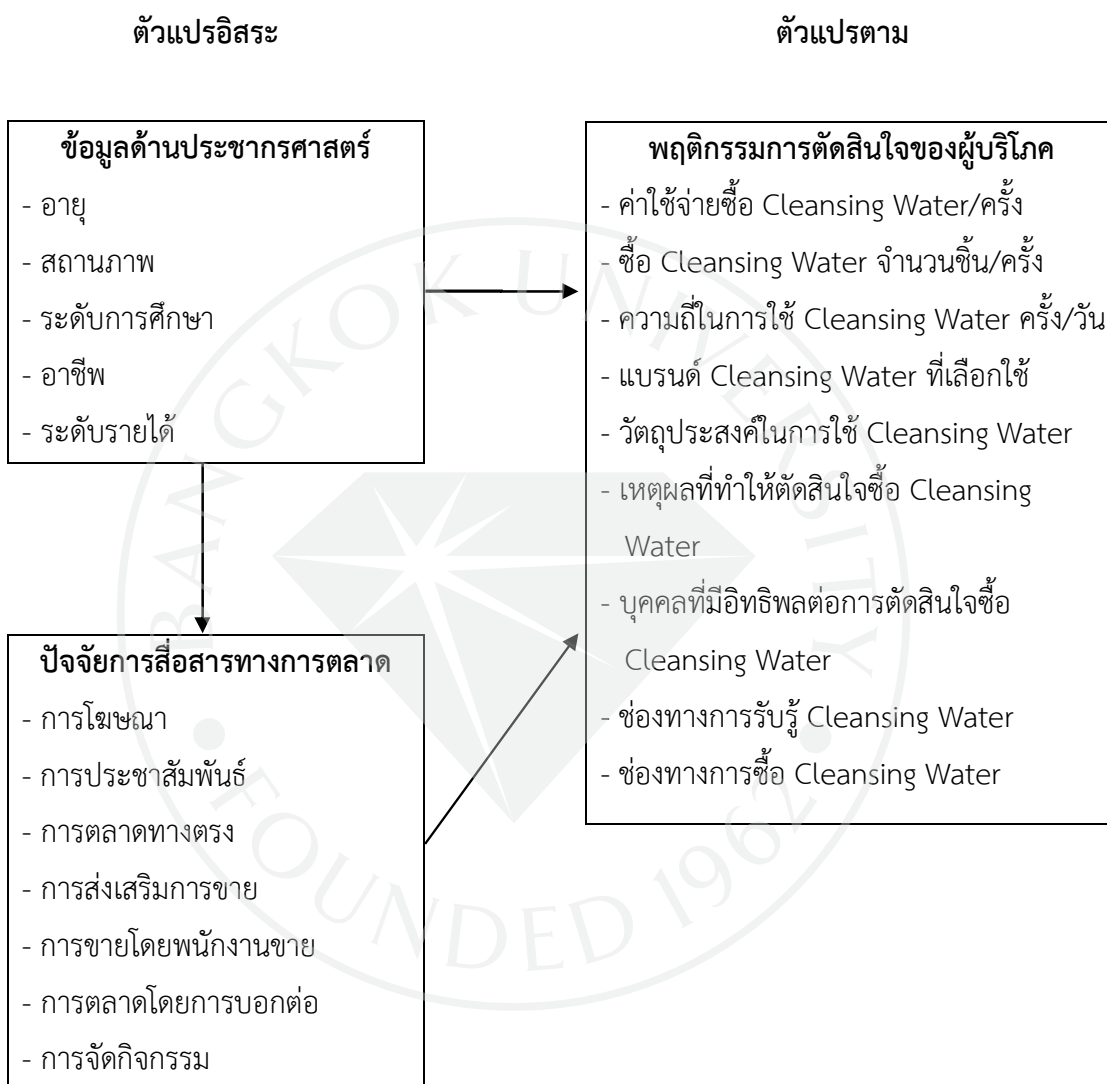 ตัวแปรอิสระ
ตัวแปรตาม
ข้อมูลด้านประชากรศาสตร์
- อายุ
- สถานภาพ
- ระดับการศึกษา
- อาชีพ
- ระดับรายได้
ปัจจัยการสื่อสารทางการตลาด
- การโฆษณา
- การประชาสัมพันธ์
- การตลาดทางตรง
- การส่งเสริมการขาย
- การขายโดยพนักงานขาย
- การตลาดโดยการบอกต่อ
- การจัดกิจกรรม
พฤติกรรมการตัดสินใจของผู้บริโภค
- ค่าใช้จ่ายซื้อ Cleansing Water/ครั้ง
- ซื้อ Cleansing Water จำนวนชิ้น/ครั้ง
- ความถี่ในการใช้ Cleansing Water ครั้ง/วัน
- แบรนด์ Cleansing Water ที่เลือกใช้
- วัตถุประสงค์ในการใช้ Cleansing Water
- เหตุผลที่ทำให้ตัดสินใจซื้อ Cleansing
Water
- บุคคลที่มีอิทธิพลต่อการตัดสินใจซื้อ
Cleansing Water
- ช่องทางการรับรู้ Cleansing Water
- ช่องทางการซื้อ Cleansing Water
BANGKOK UNIVERSITY
FOUNDED 1962